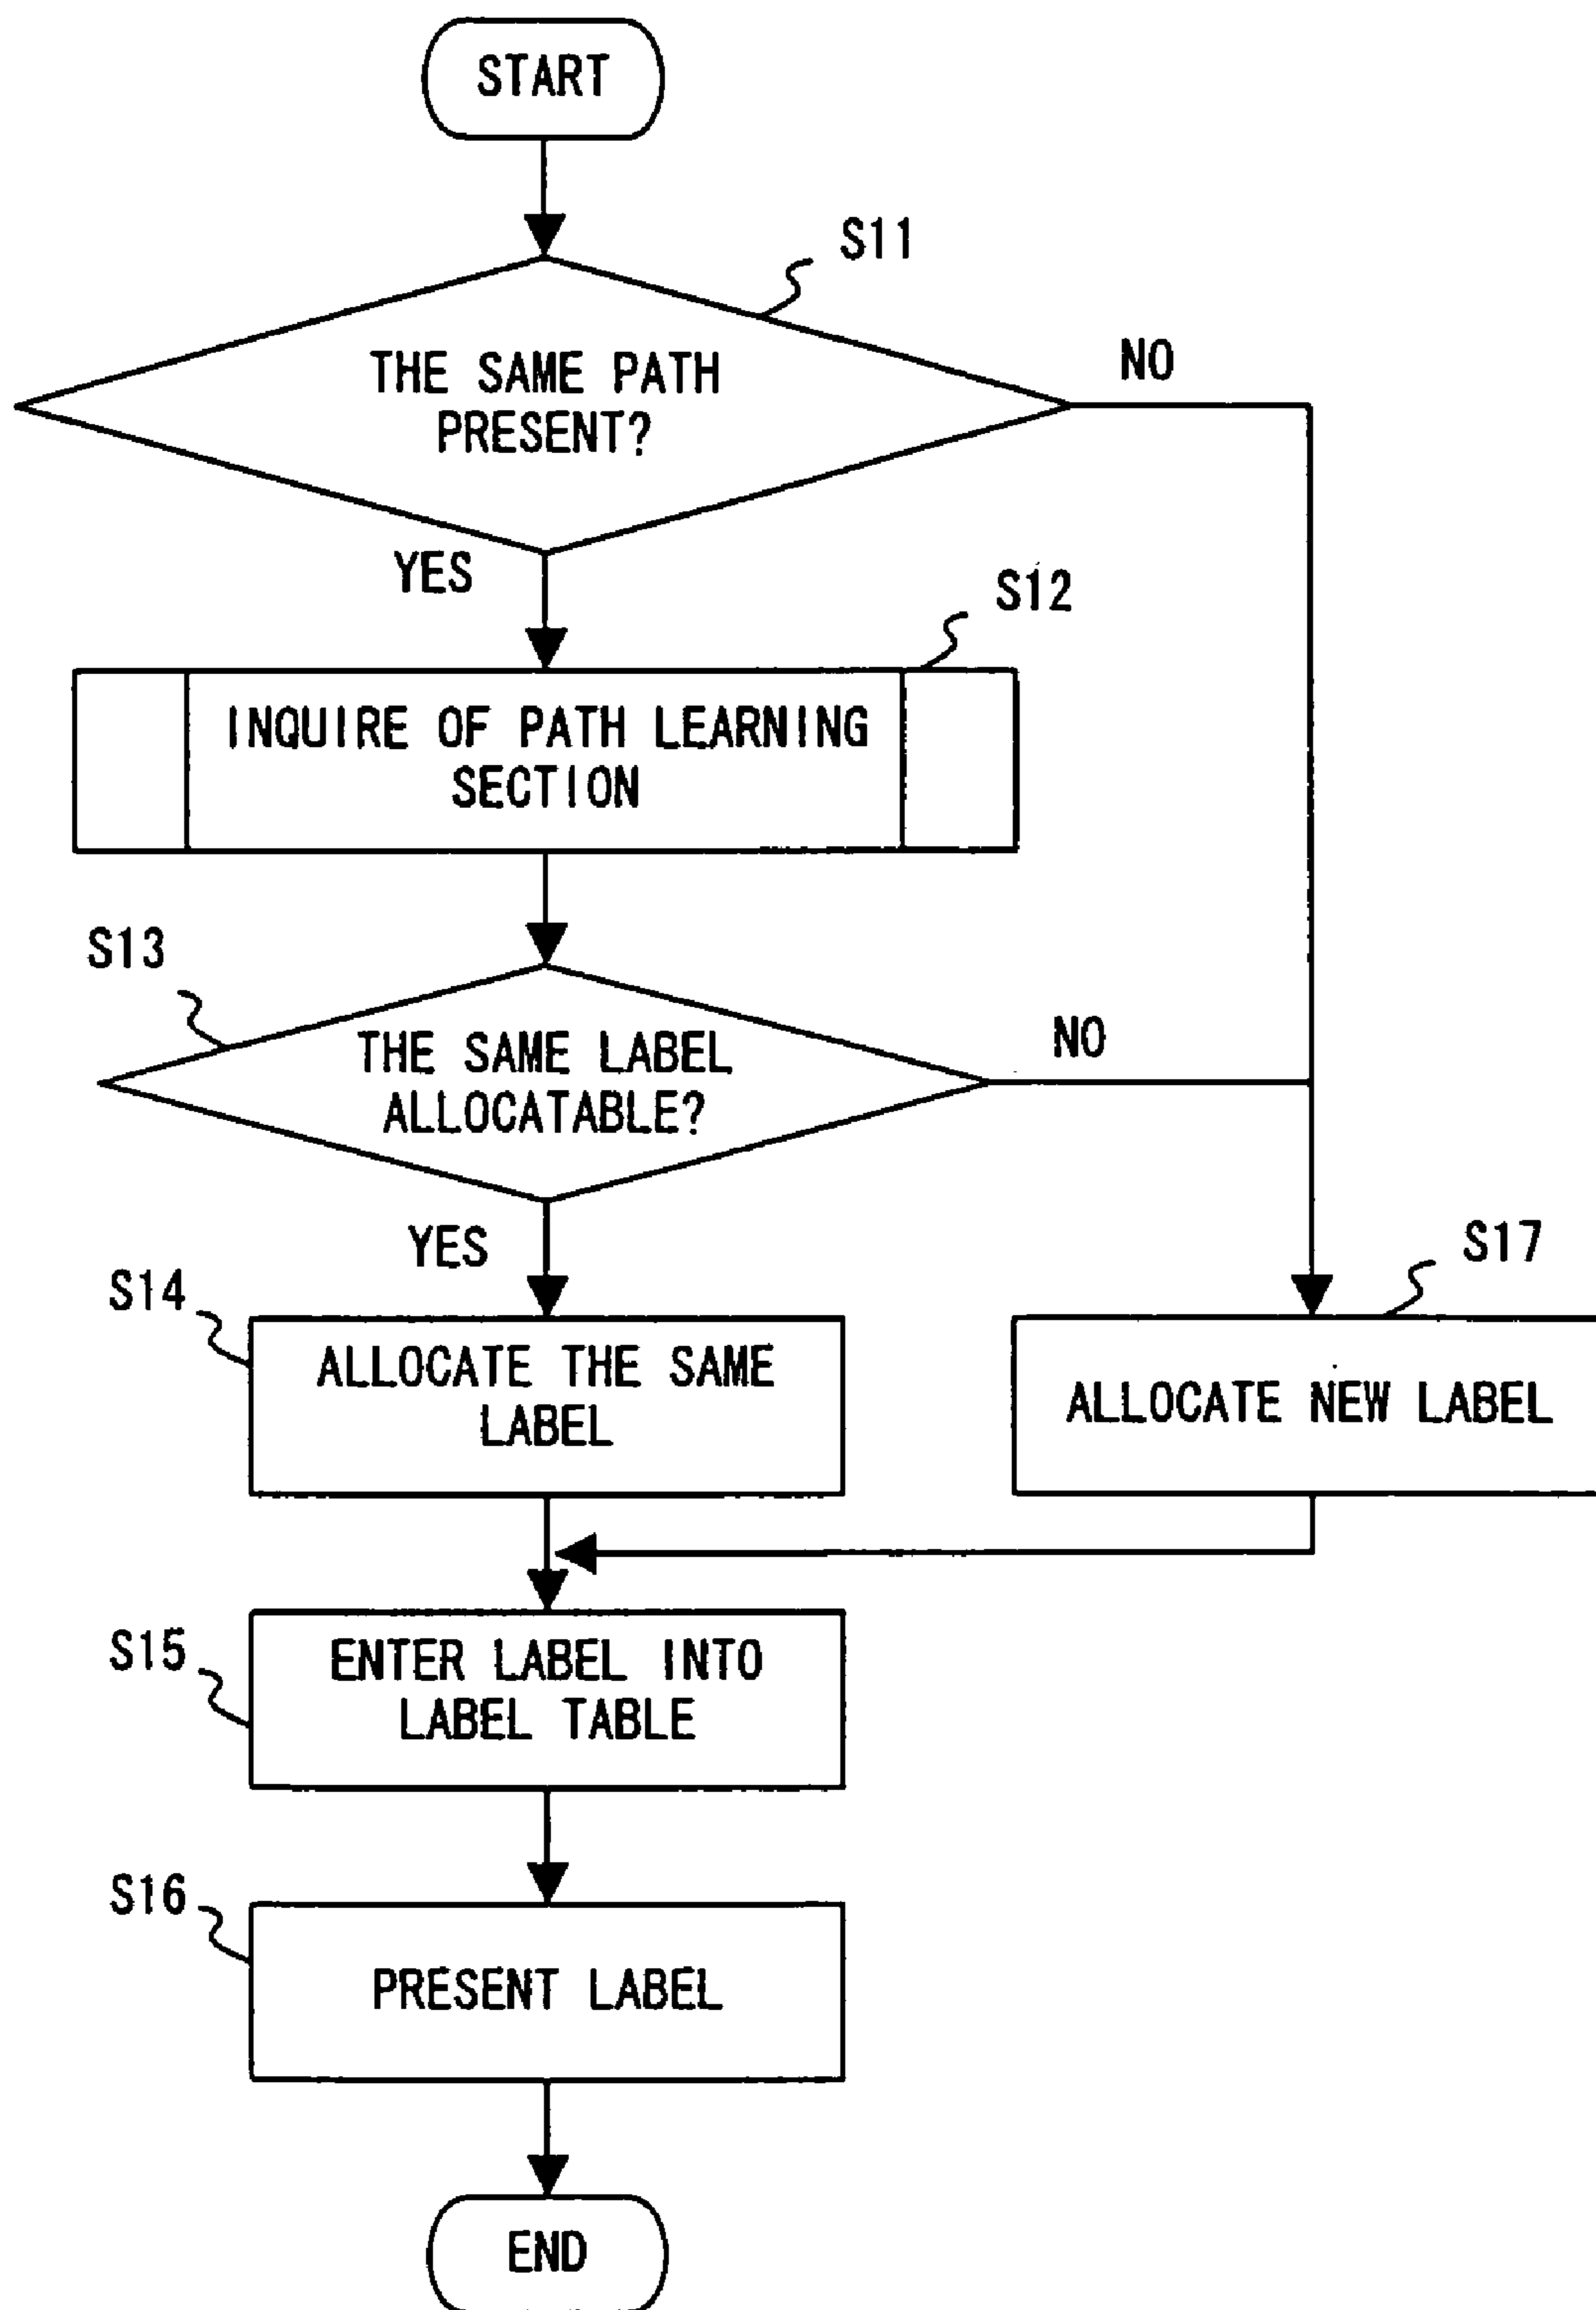 START
S11
THE SAME PATH
PRESENT?
NO
YES
S12
INQUIRE OF PATH LEARNING
SECTION
S13
THE SAME LABEL
ALLOCATABLE?
NO
YES
S14
ALLOCATE THE SAME
LABEL
S17
ALLOCATE NEW LABEL
S15
ENTER LABEL INTO
LABEL TABLE
S16
PRESENT LABEL
END